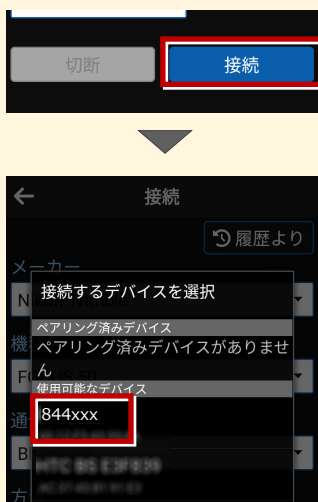 切断
接続
接続
履歴より
メーカー
接続するデバイスを選択
ペアリング済みデバイス
ペアリング済みデバイスがありませ
ん
使用可能なデバイス
844xxx